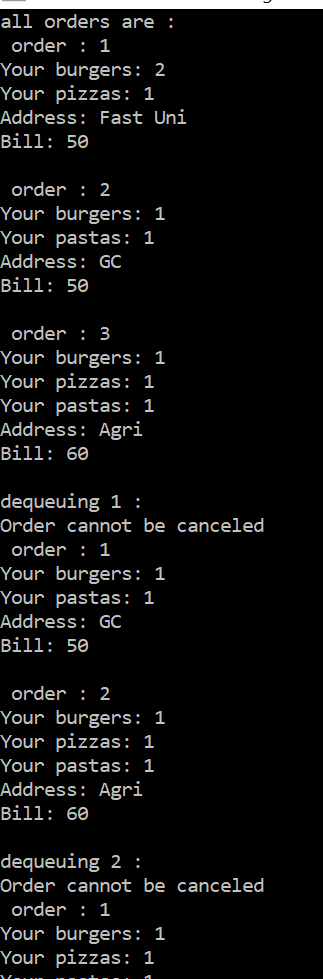 all orders are :
order : 1
Your burgers: 2
Your pizzas: 1
Address: Fast Uni
Bill: 50
order : 2
Your burgers: 1
Your pastas: 1
Address: GC
Bill: 50
order : 3
Your burgers: 1
Your pizzas: 1
Your pastas: 1
Address: Agri
Bill: 60
dequeuing 1 :
Order cannot be canceled
order : 1
Your burgers: 1
Your pastas: 1
Address: GC
Bill: 50
order : 2
Your burgers: 1
Your pizzas: 1
Your pastas: 1
Address: Agri
Bill: 60
dequeuing 2 :
Order cannot be canceled
order : 1
Your burgers: 1
Your pizzas: 1
Your pastas: 1